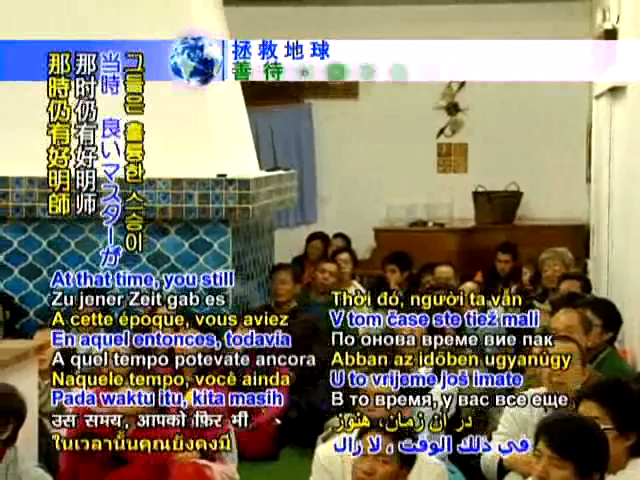 拯救地球
善待
그들은 훌륭한 스승이
当時 良いマスターが
那时仍有好明师
那時仍有好明師
At that time, you still
Zu jener Zeit gab es
A cette époque, vous aviez
En aquel entonces, todavía
A quel tempo potevate ancora
Naquele tempo, você ainda
Pada waktu itu, kita masih
उस समय, आपको फ़िर भी
ในเวลานั้นคุณยังคงมี
Thời đó, người ta vẫn
V tom čase ste tiež mali
По онова време вие пак
Abban az időben ugyanúgy
U to vrijeme još imate
В то время, у вас все еще
در آن زمان، هنوز
في ذلك الوقت ، لا زال